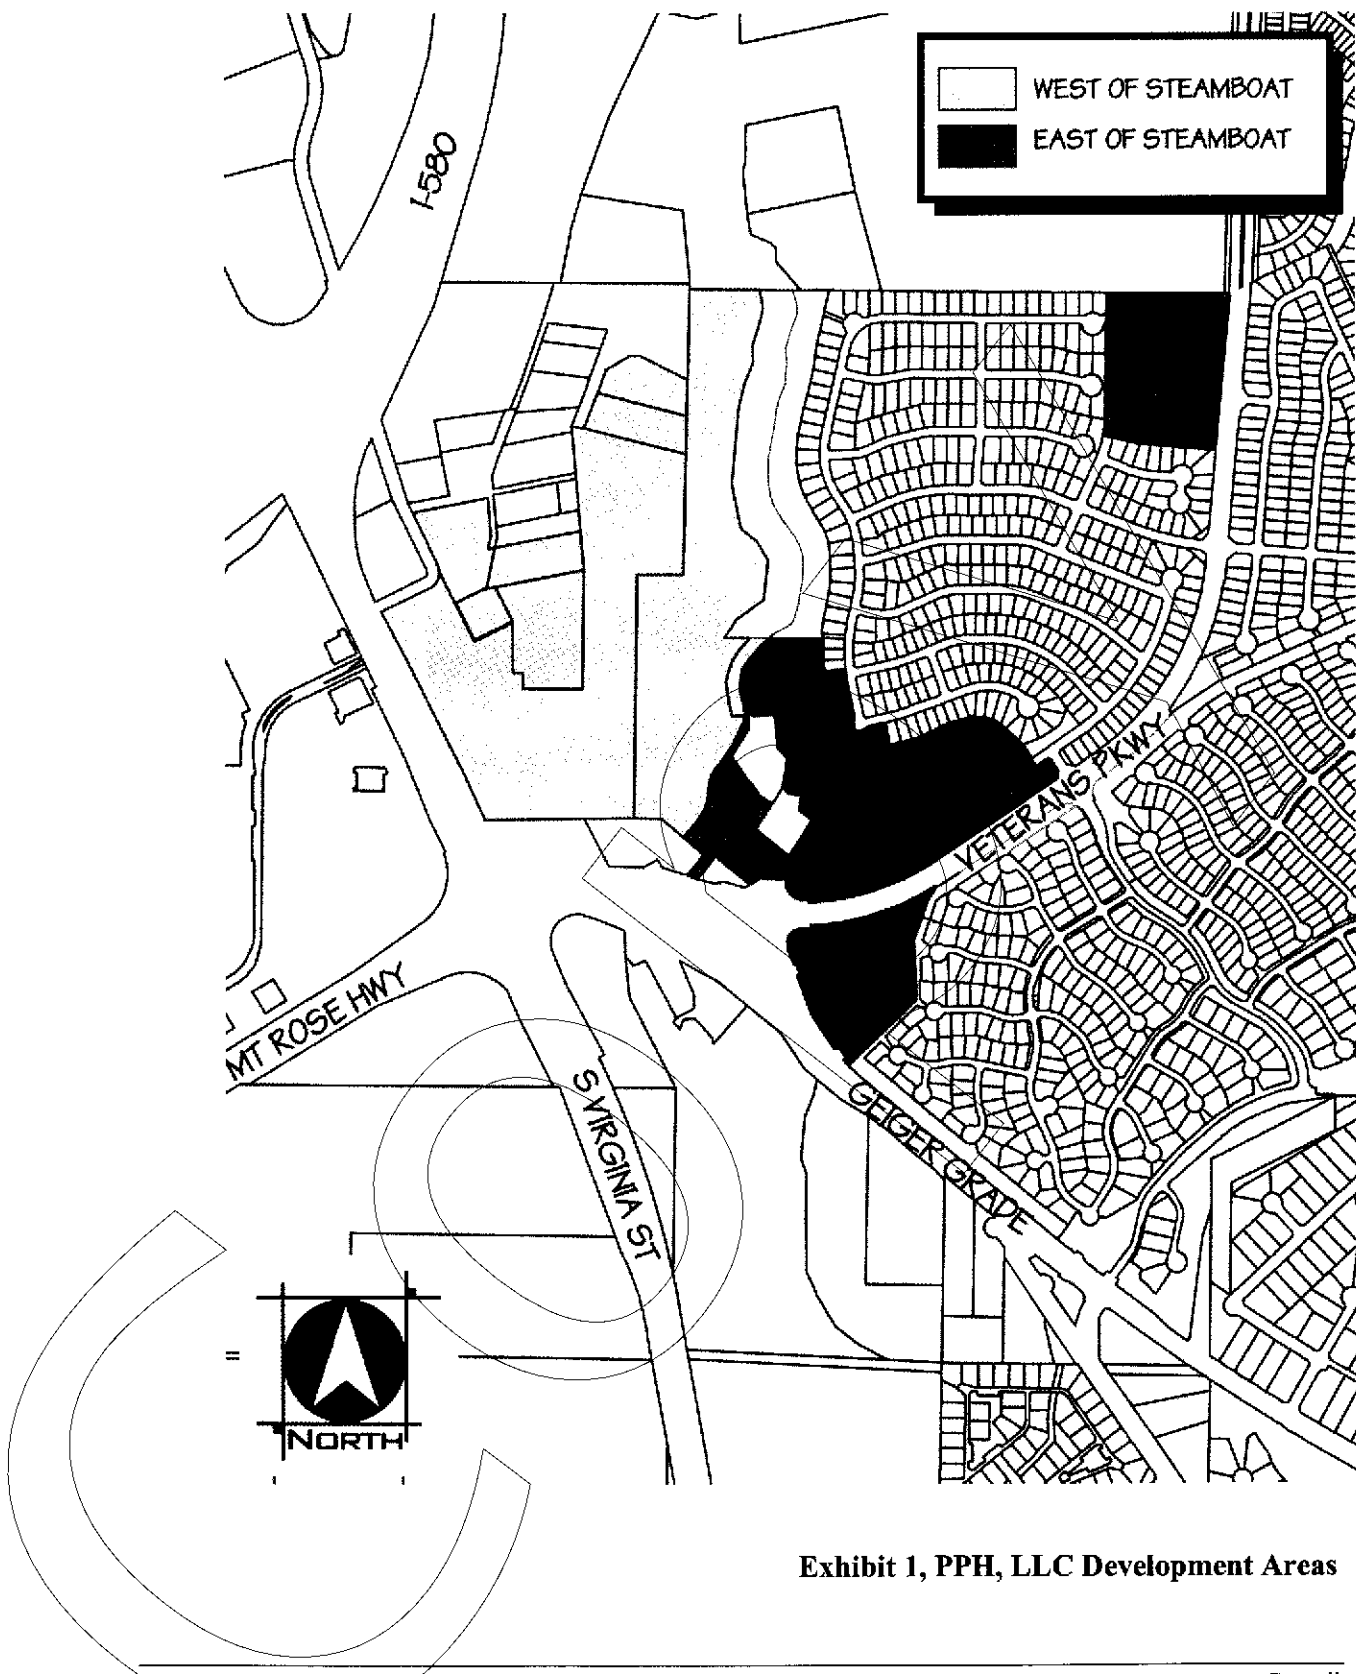 WEST OF STEAMBOAT
EAST OF STEAMBOAT
I-580
VETERANS PKWY
MT ROSE HWY
S VIRGINIA ST
GEIGER GRADE
=
NORTH
Exhibit 1, PPH, LLC Development Areas